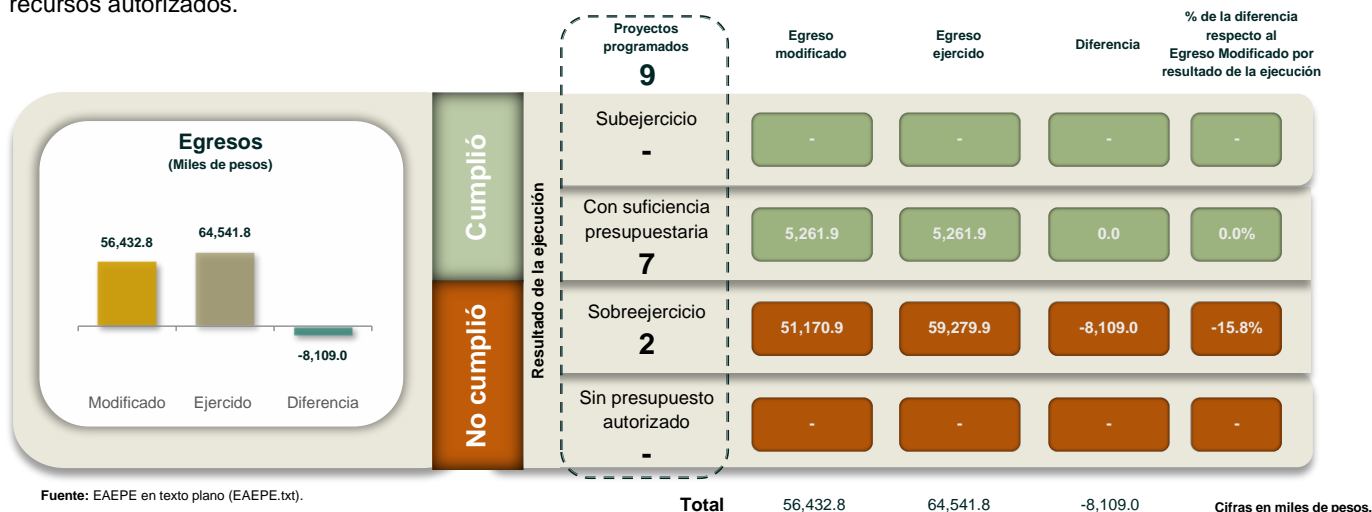 recursos autorizados.
Proyectos
programados
9
Egreso
modificado
Egreso
ejercido
Diferencia
% de la diferencia
respecto al
Egreso Modificado por
resultado de la ejecución
Egresos
(Miles de pesos)
56,432.8
64,541.8
-8,109.0
Modificado
Ejercido
Diferencia
Cumplió
No cumplió
Resultado de la ejecución
Subejercicio
-
-
-
-
-
Con suficiencia
presupuestaria
7
5,261.9
5,261.9
0.0
0.0%
Sobreejercicio
2
51,170.9
59,279.9
-8,109.0
-15.8%
Sin presupuesto
autorizado
-
-
-
-
-
Fuente: EAEPE en texto plano (EAEPE.txt).
Total
56,432.8
64,541.8
-8,109.0
Cifras en miles de pesos.